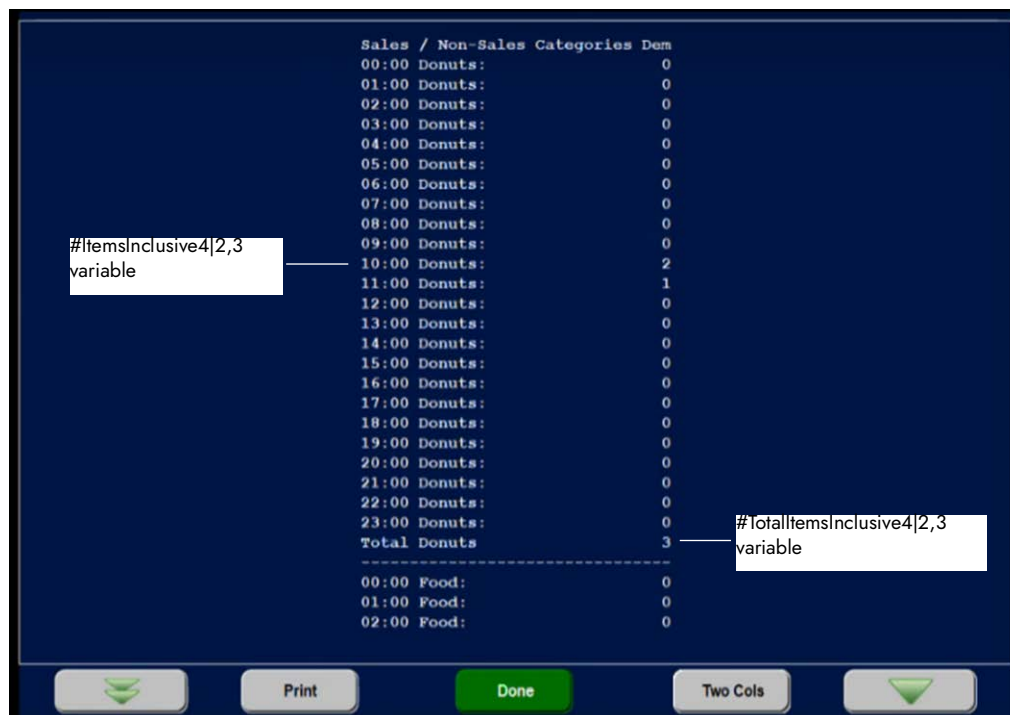 Sales / Non-Sales Categories Dem
00:00 Donuts: 0
01:00 Donuts: 0
02:00 Donuts: 0
03:00 Donuts: 0
04:00 Donuts: 0
05:00 Donuts: 0
06:00 Donuts: 0
07:00 Donuts: 0
08:00 Donuts: 0
09:00 Donuts: 0
#ItemsInclusive4|2,3
variable
10:00 Donuts: 2
11:00 Donuts: 1
12:00 Donuts: 0
13:00 Donuts: 0
14:00 Donuts: 0
15:00 Donuts: 0
16:00 Donuts: 0
17:00 Donuts: 0
18:00 Donuts: 0
19:00 Donuts: 0
20:00 Donuts: 0
21:00 Donuts: 0
22:00 Donuts: 0
23:00 Donuts: 0
Total Donuts 3
#TotalItemsInclusive4|2,3
variable
--------------------------------------
00:00 Food: 0
01:00 Food: 0
02:00 Food: 0
Print
Done
Two Cols